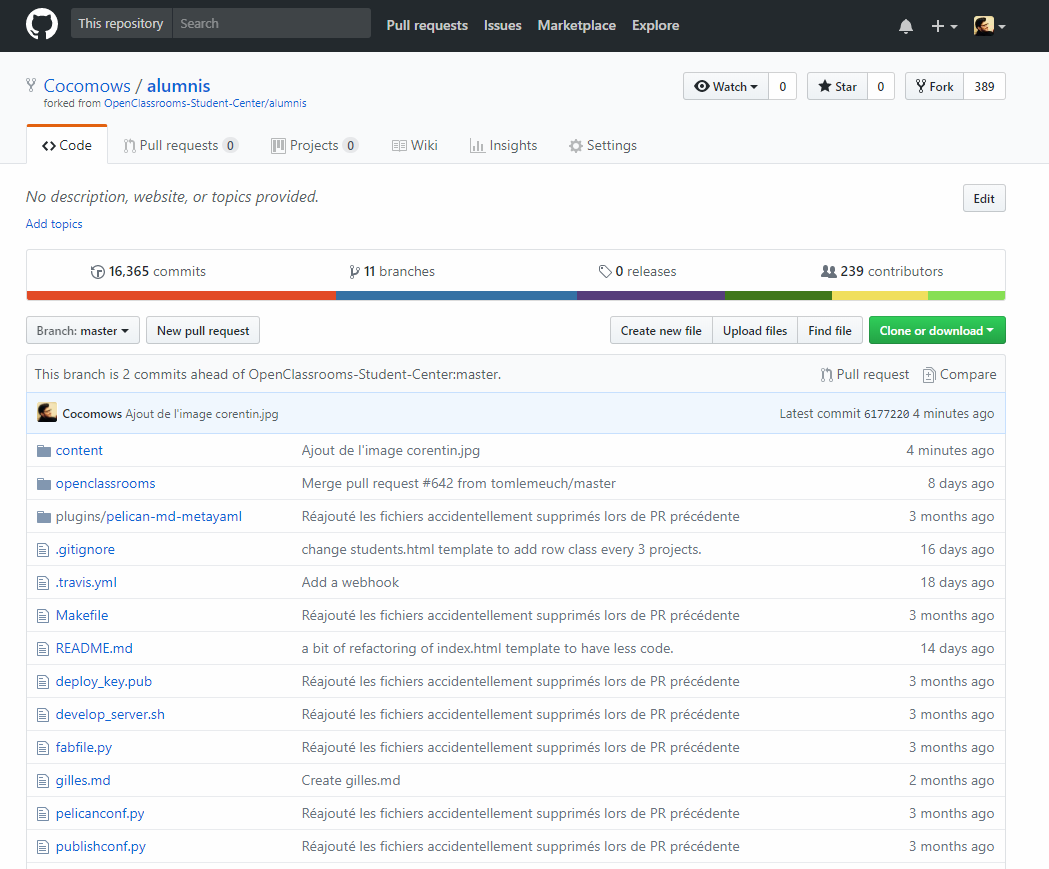 This repository Search Pull requests Issues Marketplace Explore
Cocomows / alumnis Watch 0 Star 0 Fork 389
forked from OpenClassrooms-Student-Center/alumnis
Code Pull requests 0 Projects 0 Wiki Insights Settings
No description, website, or topics provided. Edit
Add topics
16,365 commits 11 branches 0 releases 239 contributors
Branch: master New pull request Create new file Upload files Find file Clone or download
This branch is 2 commits ahead of OpenClassrooms-Student-Center:master. Pull request Compare
Cocomows Ajout de l'image corentin.jpg Latest commit 6177220 4 minutes ago
content Ajout de l'image corentin.jpg 4 minutes ago
openclassrooms Merge pull request #642 from tomlemeuch/master 8 days ago
plugins/pelican-md-metayaml Réajouté les fichiers accidentellement supprimés lors de PR précédente 3 months ago
.gitignore change students.html template to add row class every 3 projects. 16 days ago
.travis.yml Add a webhook 18 days ago
Makefile Réajouté les fichiers accidentellement supprimés lors de PR précédente 3 months ago
README.md a bit of refactoring of index.html template to have less code. 14 days ago
deploy_key.pub Réajouté les fichiers accidentellement supprimés lors de PR précédente 3 months ago
develop_server.sh Réajouté les fichiers accidentellement supprimés lors de PR précédente 3 months ago
fabfile.py Réajouté les fichiers accidentellement supprimés lors de PR précédente 3 months ago
gilles.md Create gilles.md 2 months ago
pelicanconf.py Réajouté les fichiers accidentellement supprimés lors de PR précédente 3 months ago
publishconf.py Réajouté les fichiers accidentellement supprimés lors de PR précédente 3 months ago